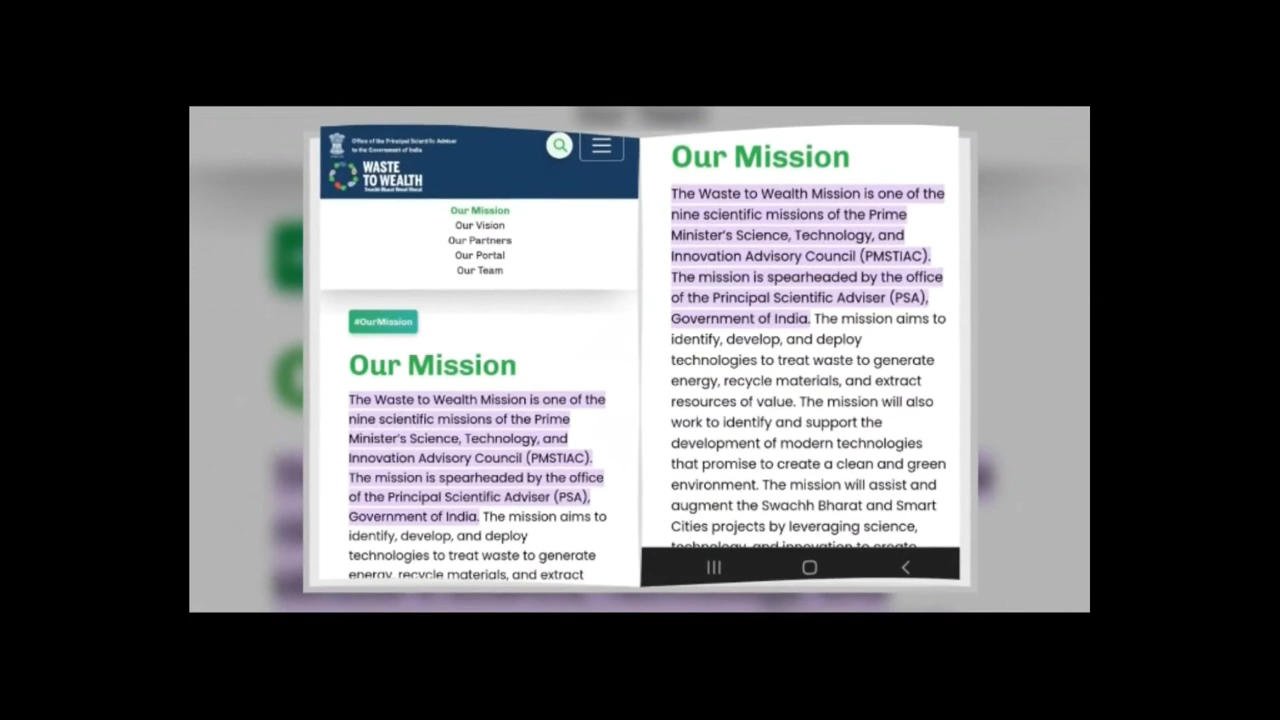 Office of the Principal Scientific Adviser
to the Government of India
WASTE
TO WEALTH
Our Mission
Our Vision
Our Partners
Our Portal
Our Team
#OurMission
Our Mission
The Waste to Wealth Mission is one of the
nine scientific missions of the Prime
Minister's Science, Technology, and
Innovation Advisory Council (PMSTIAC).
The mission is spearheaded by the office
of the Principal Scientific Adviser (PSA),
Government of India. The mission aims to
identify, develop, and deploy
technologies to treat waste to generate
energy, recycle materials, and extract
Our Mission
The Waste to Wealth Mission is one of the
nine scientific missions of the Prime
Minister's Science, Technology, and
Innovation Advisory Council (PMSTIAC).
The mission is spearheaded by the office
of the Principal Scientific Adviser (PSA),
Government of India. The mission aims to
identify, develop, and deploy
technologies to treat waste to generate
energy, recycle materials, and extract
resources of value. The mission will also
work to identify and support the
development of modern technologies
that promise to create a clean and green
environment. The mission will assist and
augment the Swachh Bharat and Smart
Cities projects by leveraging science,
technology, and innovation to create